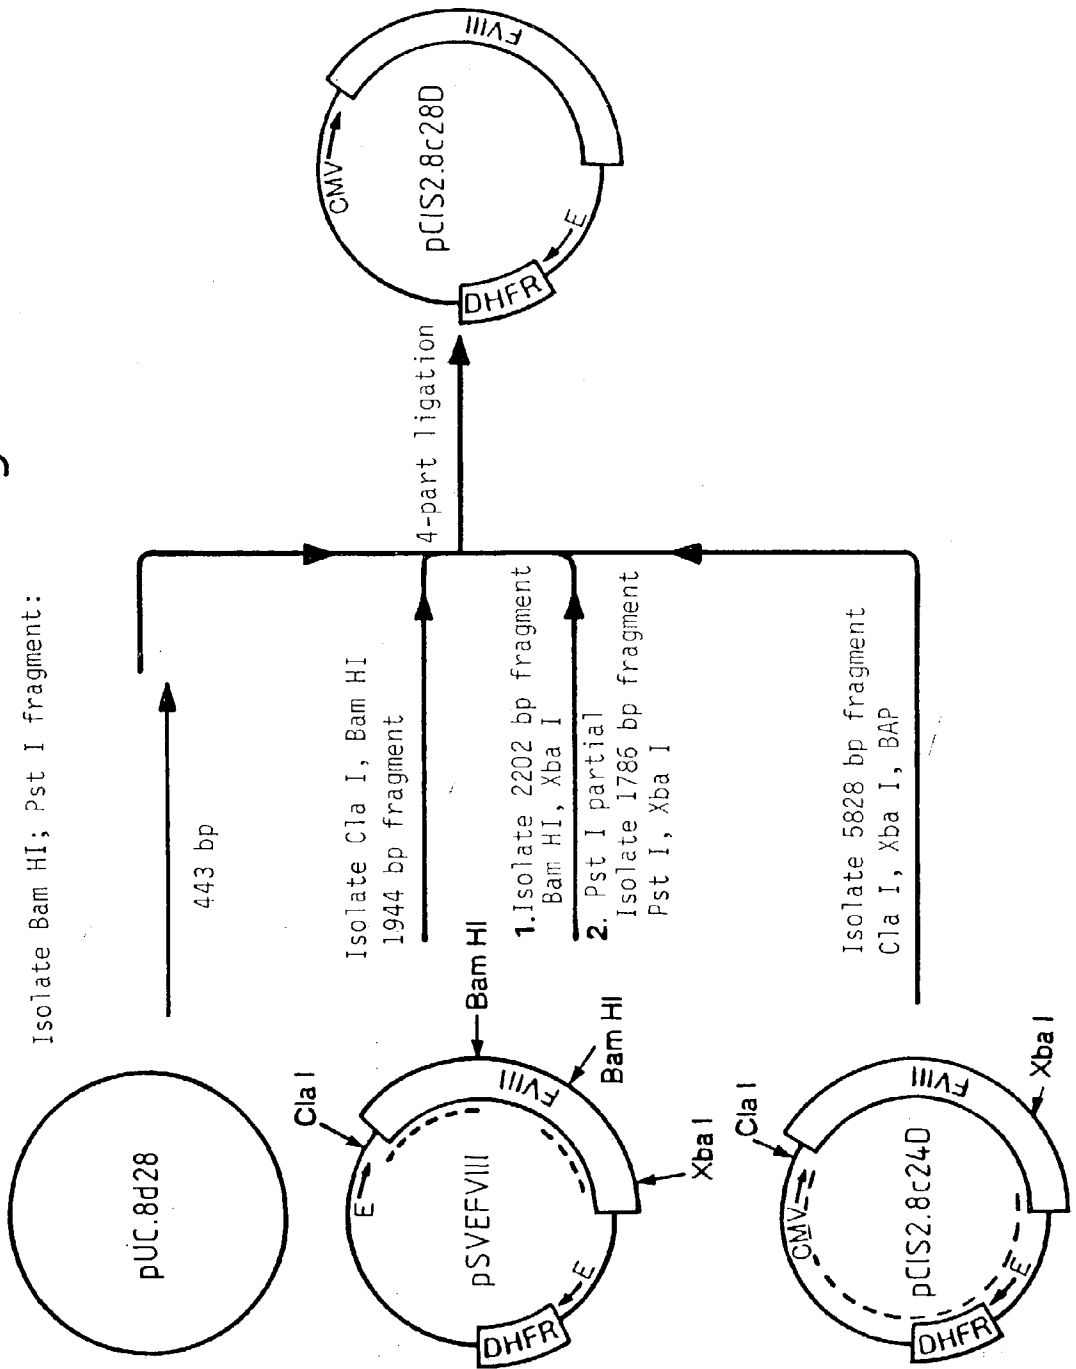 Isolate Bam HI; Pst I fragment:
pUC.8d28
443 bp
Isolate Cla I, Bam HI
1944 bp fragment
Cla I
Bam HI
Bam HI
Xba I
E
FVIII
pSVEFVIII
E
DHFR
1. Isolate 2202 bp fragment
Bam HI, Xba I
2. Pst I partial
Isolate 1786 bp fragment
Pst I, Xba I
Isolate 5828 bp fragment
Cla I, Xba I, BAP
Cla I
Xba I
CMV
FVIII
pCIS2.8c24D
E
DHFR
4-part ligation
CMV
FVIII
pCIS2.8c28D
E
DHFR